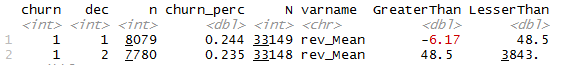 churn dec n churn_perc N varname GreaterThan LesserThan
<int> <int> <int> <dbl> <int> <chr> <dbl> <dbl>
1 1 1 8079 0.244 33149 rev_Mean -6.17 48.5
2 1 2 7780 0.235 33148 rev_Mean 48.5 3843.